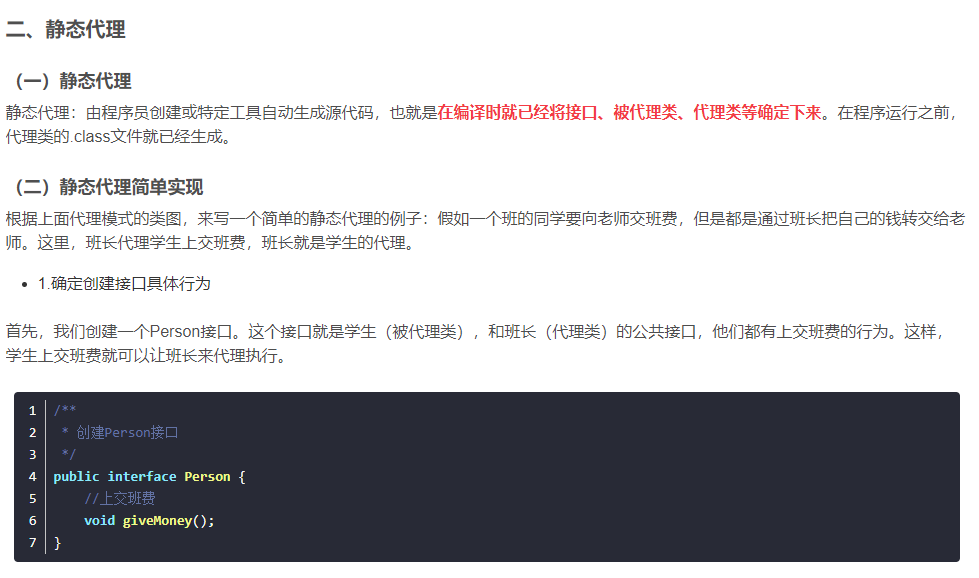 二、静态代理
（一）静态代理
静态代理：由程序员创建或特定工具自动生成源代码，也就是在编译时就已经将接口、被代理类、代理类等确定下来。在程序运行之前，
代理类的.class文件就已经生成。
（二）静态代理简单实现
根据上面代理模式的类图，来写一个简单的静态代理的例子：假如一个班的同学要向老师交班费，但是都是通过班长把自己的钱转交给老
师。这里，班长代理学生上交班费，班长就是学生的代理。
• 1.确定创建接口具体行为
首先，我们创建一个Person接口。这个接口就是学生（被代理类），和班长（代理类）的公共接口，他们都有上交班费的行为。这样，
学生上交班费就可以让班长来代理执行。
1 /**
2  * 创建Person接口
3  */
4 public interface Person {
5     //上交班费
6     void giveMoney();
7 }